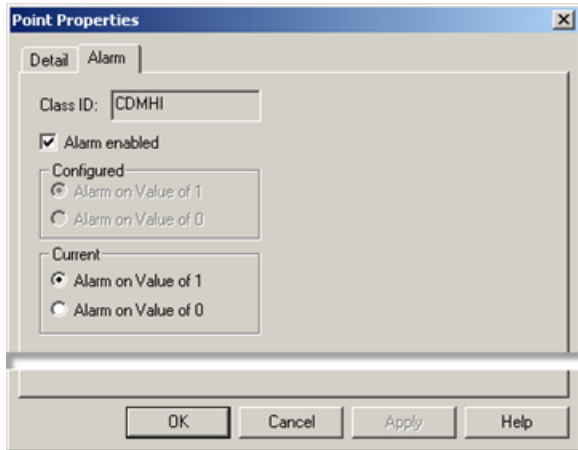 Point Properties
Detail Alarm
Class ID: CDMHI
Alarm enabled
Configured
Alarm on Value of 1
Alarm on Value of 0
Current
Alarm on Value of 1
Alarm on Value of 0
OK Cancel Apply Help